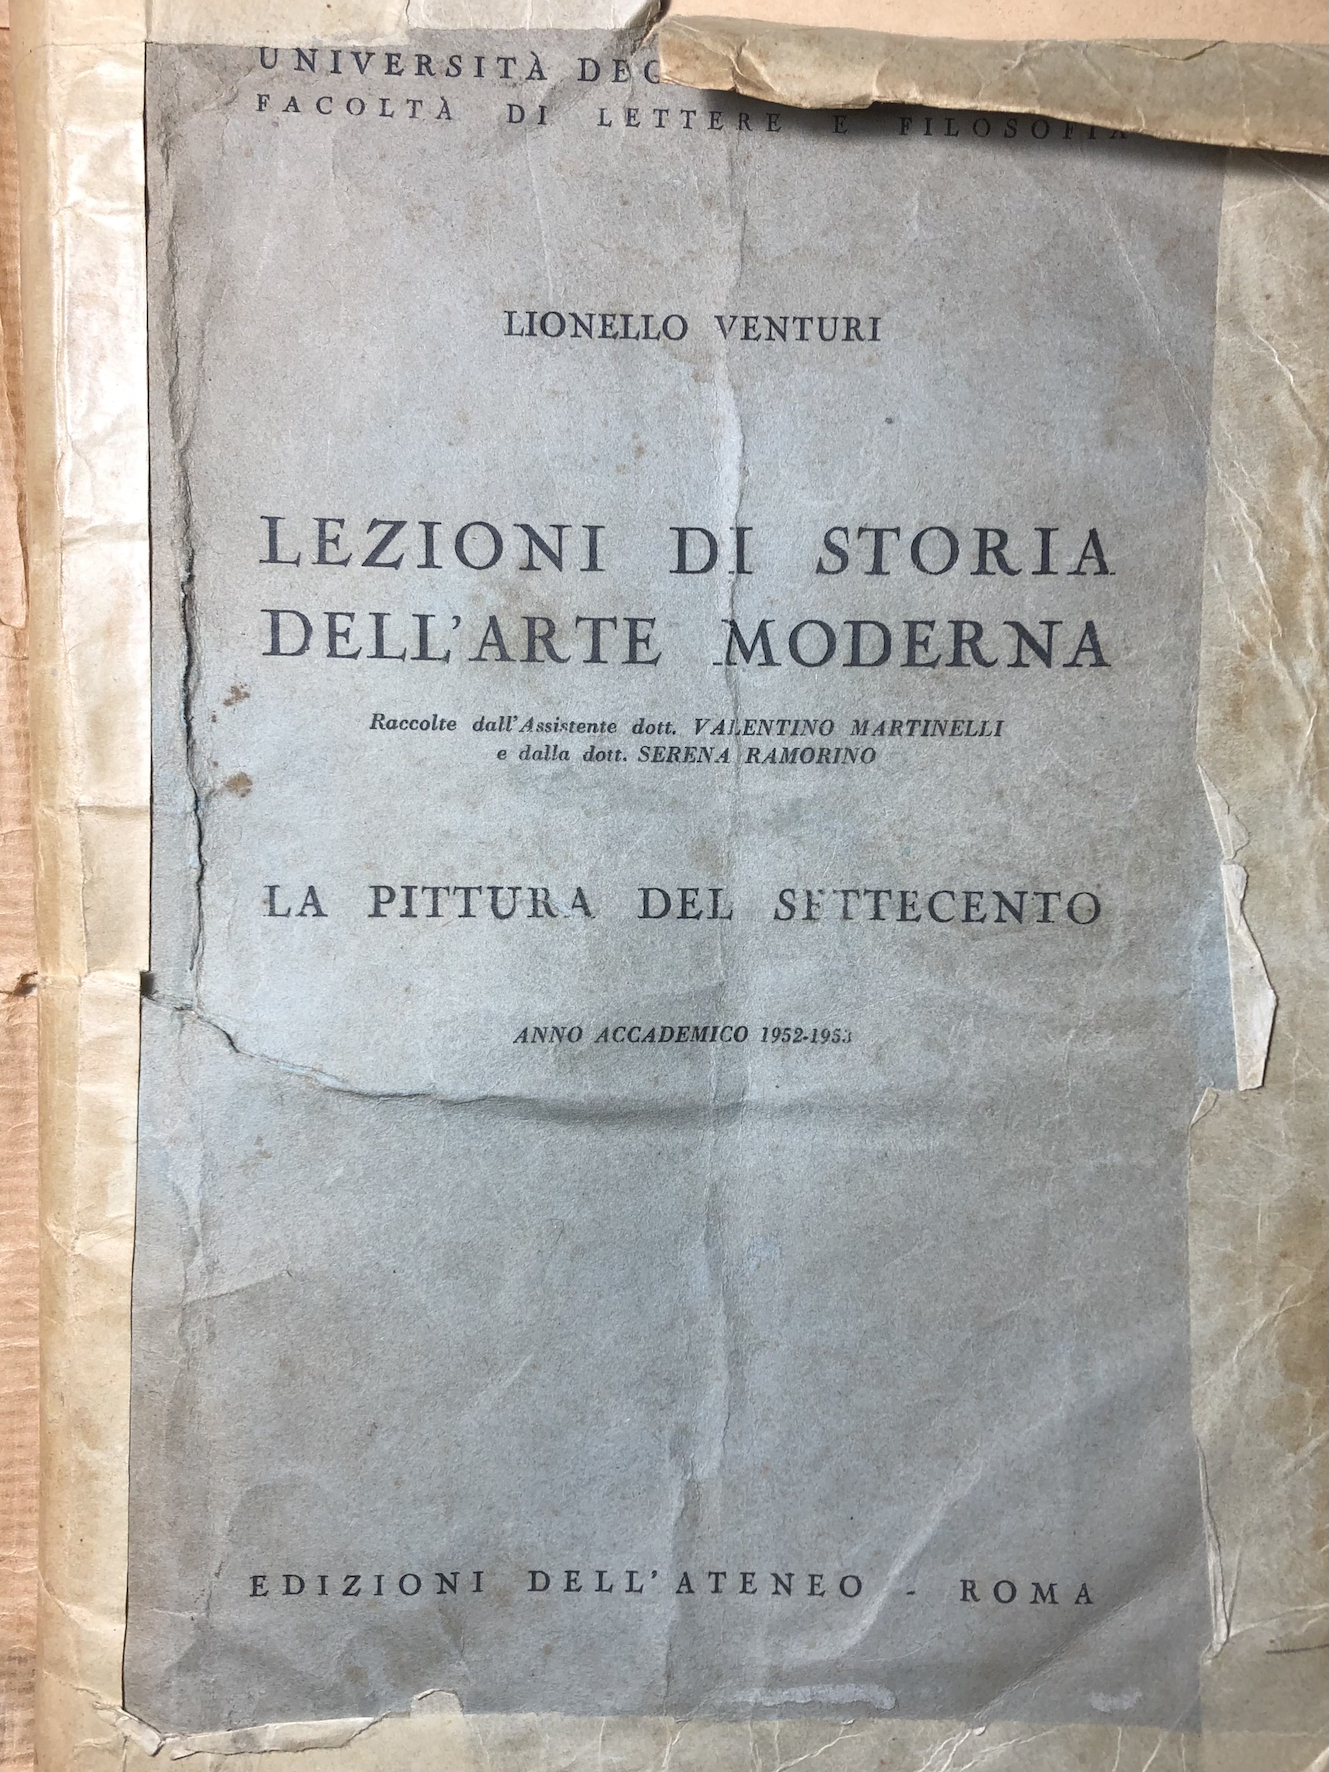 UNIVERSITÀ
FACOLTÀ DI LETTERE E FILOSOFIA
LIONELLO VENTURI
LEZIONI DI STORIA
DELL'ARTE MODERNA
Raccolte dall'Assistente dott. VALENTINO MARTINELLI
e dalla dott. SERENA RAMORINO
LA PITTURA DEL SETTECENTO
ANNO ACCADEMICO 1952-1953
EDIZIONI DELL'ATENEO - ROMA